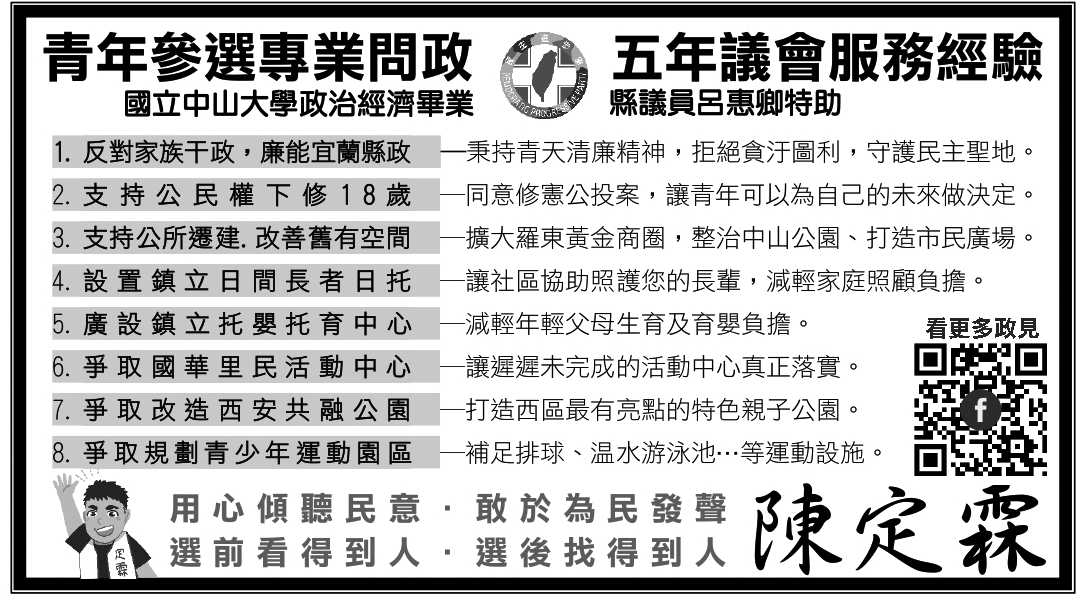 青年參選專業問政
五年議會服務經驗
國立中山大學政治經濟畢業
縣議員呂惠卿特助
民主進步黨
DEMOCRATIC PROGRESSIVE PARTY
1. 反對家族干政，廉能宜蘭縣政—秉持青天清廉精神，拒絕貪汙圖利，守護民主聖地。
2. 支持公民權下修18歲—同意修憲公投案，讓青年可以為自己的未來做決定。
3. 支持公所遷建.改善舊有空間—擴大羅東黃金商圈，整治中山公園、打造市民廣場。
4. 設置鎮立日間長者日托—讓社區協助照護您的長輩，減輕家庭照顧負擔。
5. 廣設鎮立托嬰托育中心—減輕年輕父母生育及育嬰負擔。
6. 爭取國華里民活動中心—讓遲遲未完成的活動中心真正落實。
7. 爭取改造西安共融公園—打造西區最有亮點的特色親子公園。
8. 爭取規劃青少年運動園區—補足排球、温水游泳池…等運動設施。
看更多政見
f
定霖
用心傾聽民意．敢於為民發聲
選前看得到人．選後找得到人
陳定霖